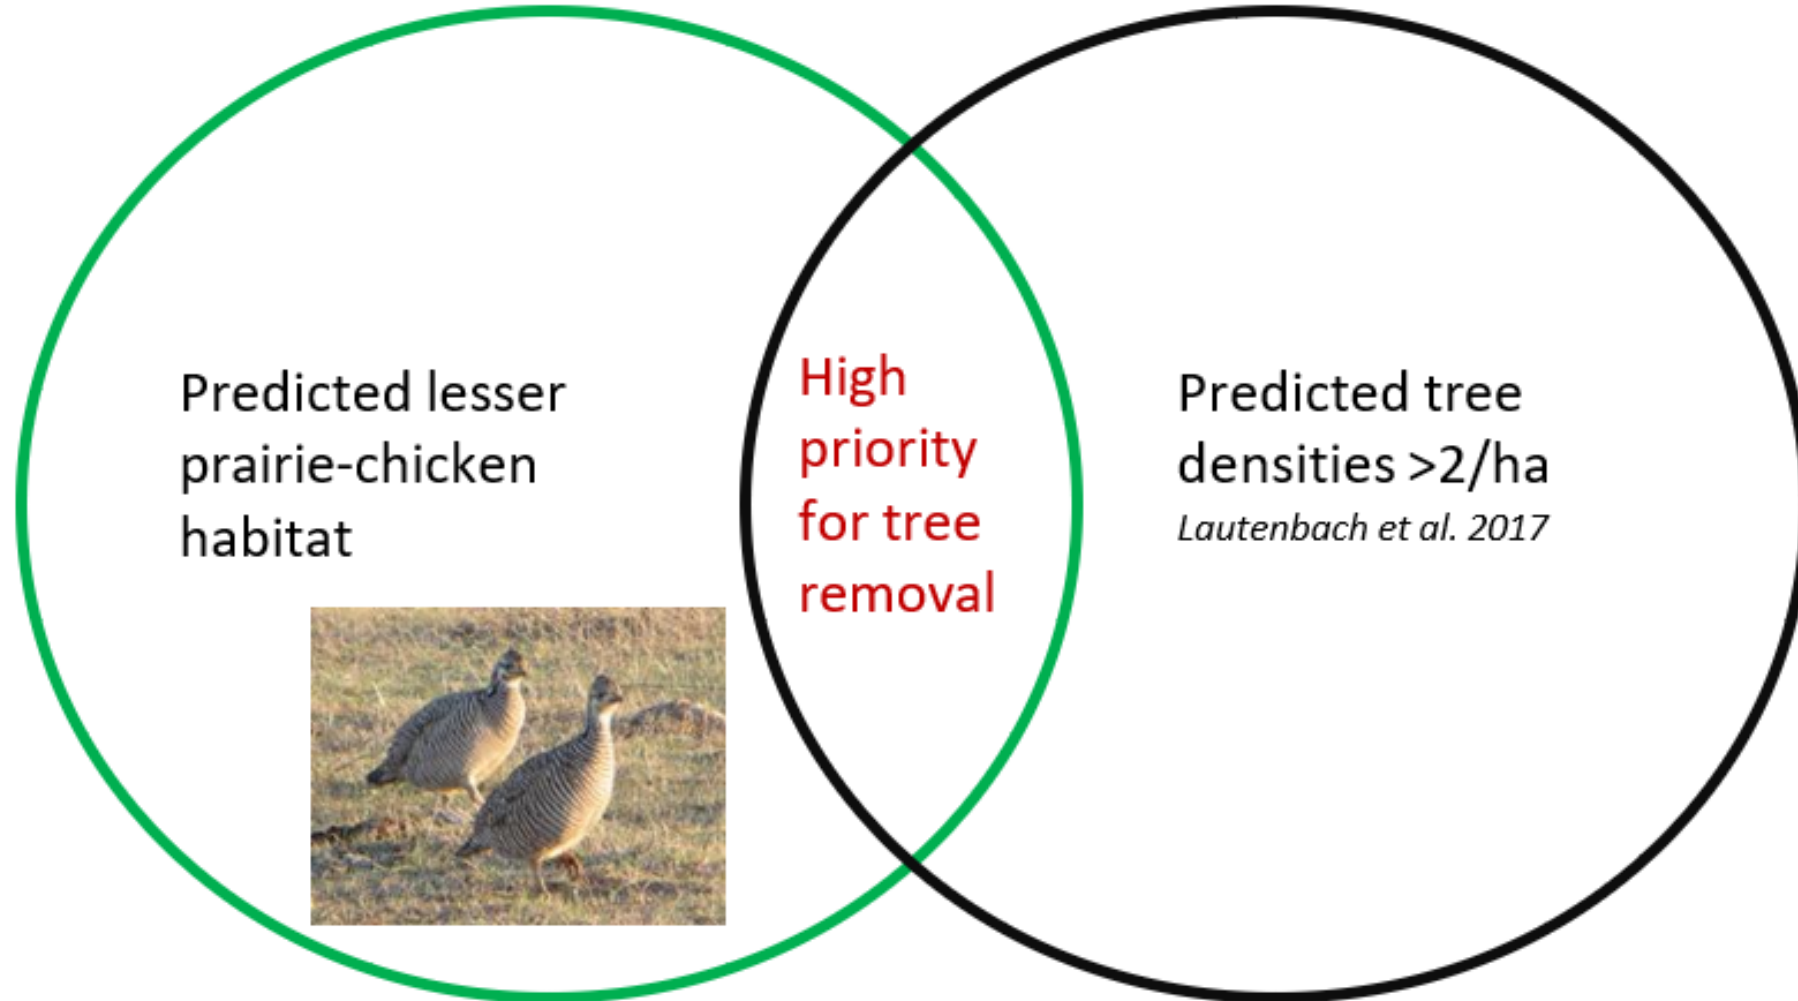 Predicted lesser
prairie-chicken
habitat
High
priority
for tree
removal
Predicted tree
densities >2/ha
Lautenbach et al. 2017